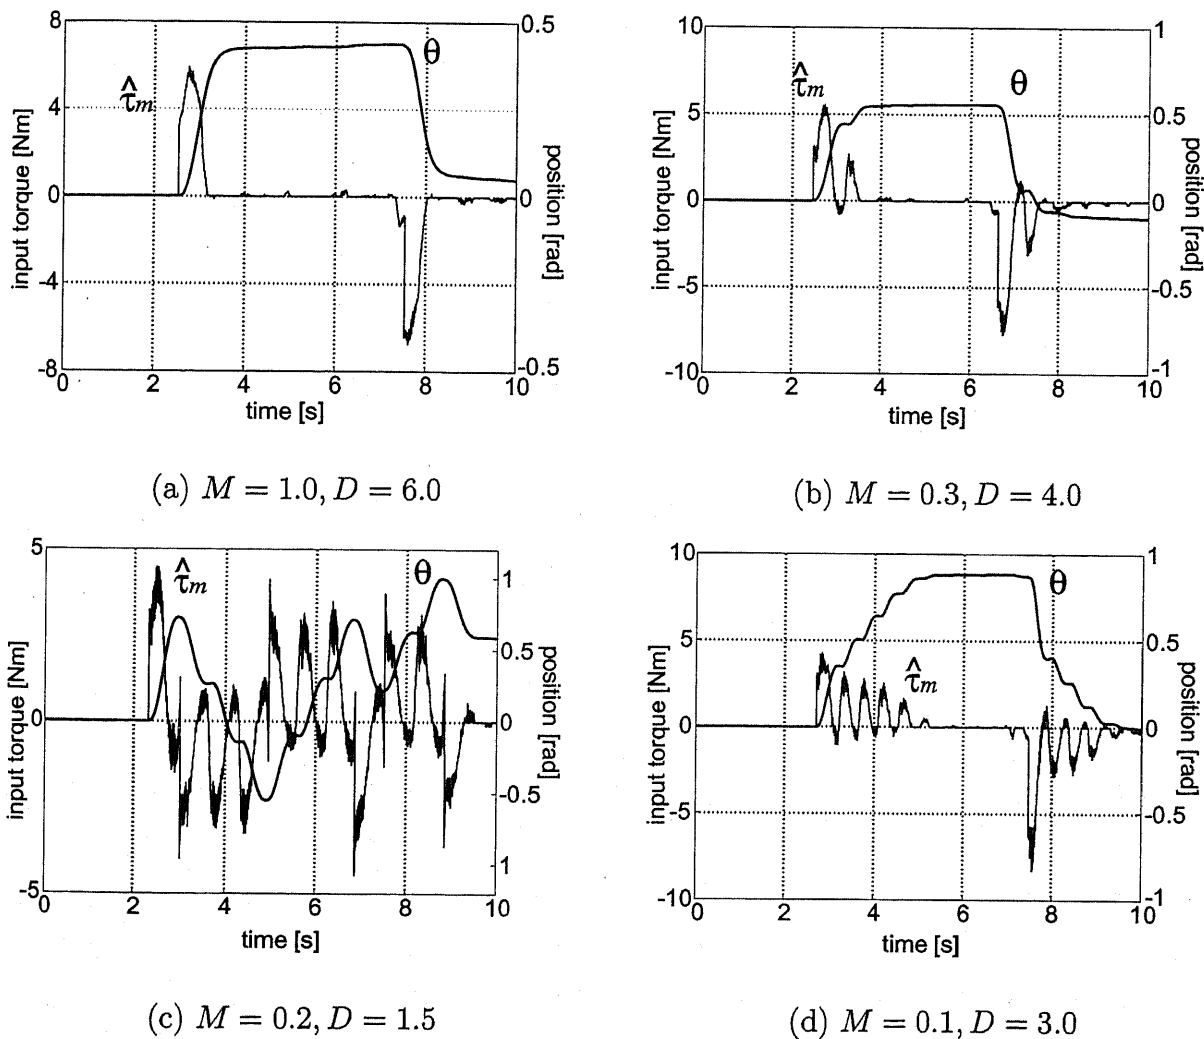 8
4
0
-4
-8
0.5
0
-0.5
0 2 4 6 8 10
input torque [Nm]
position [rad]
time [s]
τ̂m
θ
(a) M = 1.0, D = 6.0
10
5
0
-5
-10
1
0.5
0
-0.5
-1
0 2 4 6 8 10
input torque [Nm]
position [rad]
time [s]
τ̂m
θ
(b) M = 0.3, D = 4.0
5
0
-5
1
0.5
0
-0.5
1
0 2 4 6 8 10
input torque [Nm]
position [rad]
time [s]
τ̂m
θ
(c) M = 0.2, D = 1.5
10
5
0
-5
-10
1
0.5
0
-0.5
-1
0 2 4 6 8 10
input torque [Nm]
position [rad]
time [s]
τ̂m
θ
(d) M = 0.1, D = 3.0